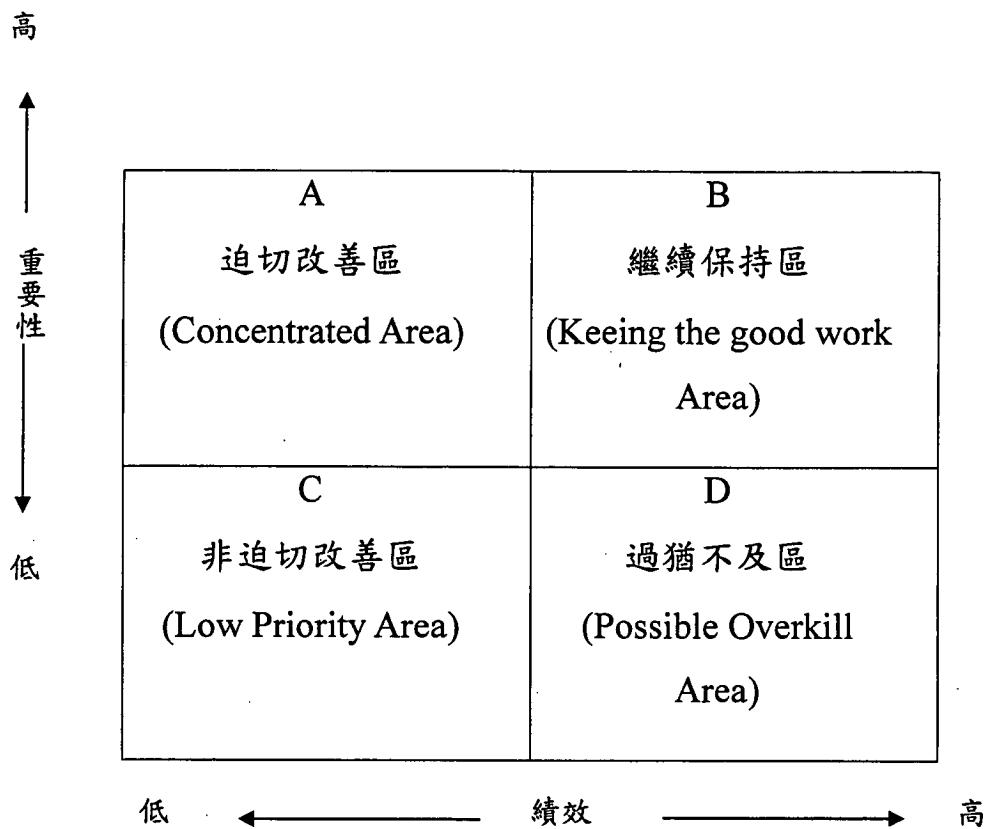 高
重要性
低
A
迫切改善區
(Concentrated Area)
B
繼續保持區
(Keeing the good work
Area)
C
非迫切改善區
(Low Priority Area)
D
過猶不及區
(Possible Overkill
Area)
低
績效
高